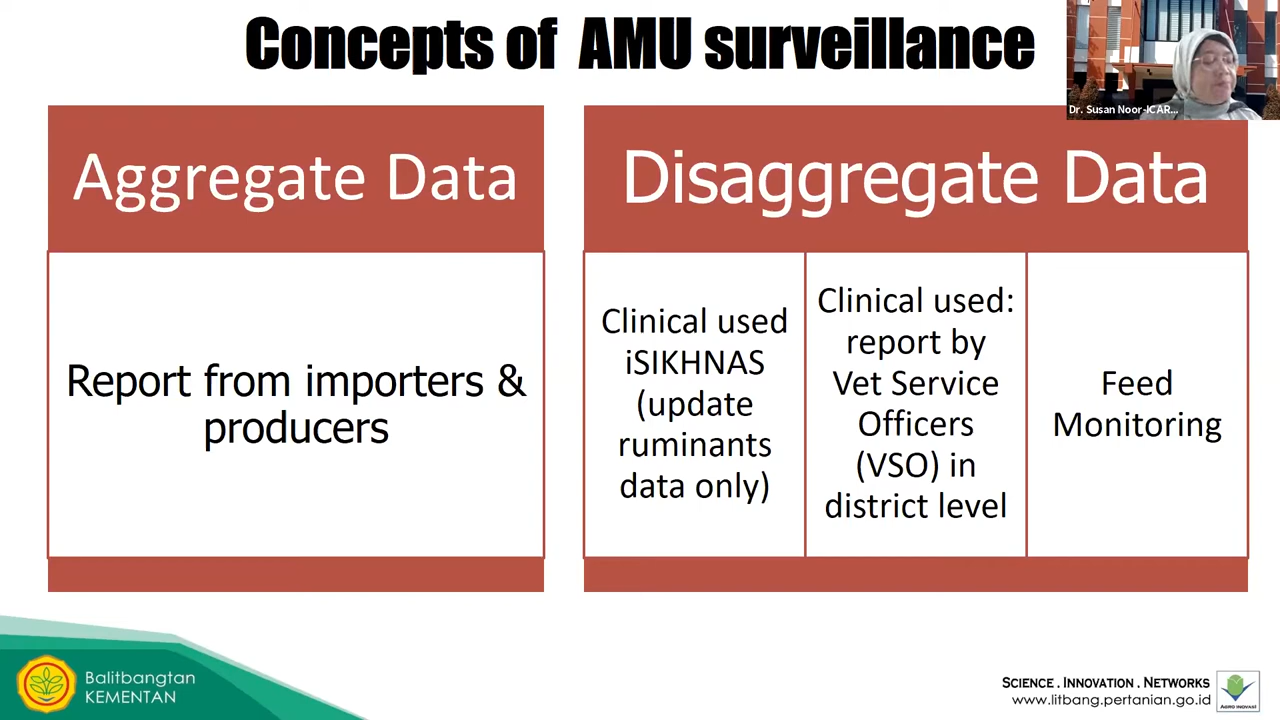 Concepts of AMU surveillance
Dr. Susan Noor-ICAR...
Aggregate Data
Report from importers &
producers
Disaggregate Data
Clinical used
iSIKHNAS
(update
ruminants
data only)
Clinical used:
report by
Vet Service
Officers
(VSO) in
district level
Feed
Monitoring
Balitbangtan
KEMENTAN
SCIENCE . INNOVATION . NETWORKS
www.litbang.pertanian.go.id
AGRO INOVASI